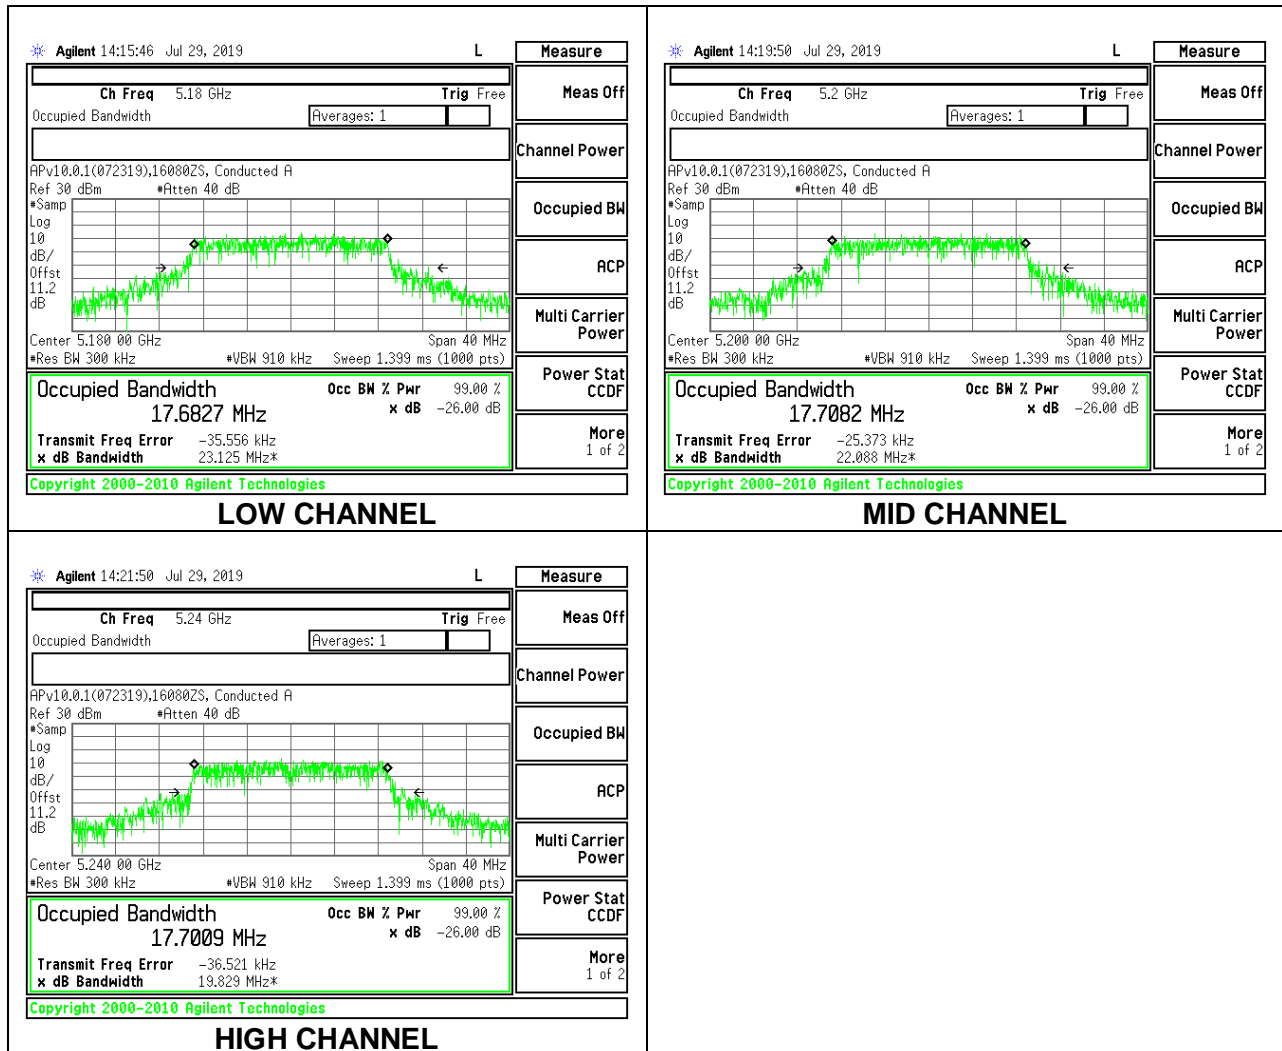 Agilent 14:15:46 Jul 29, 2019 L Measure
Ch Freq 5.18 GHz Trig Free Meas Off
Occupied Bandwidth Averages: 1
Channel Power
APv10.0.1(072319),16080ZS, Conducted A
Ref 30 dBm #Atten 40 dB
#Samp Occupied BW
Log
10
dB/ ACP
Offst
11.2
dB Multi Carrier
Power
Center 5.180 00 GHz Span 40 MHz
#Res BW 300 kHz #VBW 910 kHz Sweep 1.399 ms (1000 pts)
Power Stat
CCDF
Occupied Bandwidth Occ BW % Pwr 99.00 %
17.6827 MHz x dB -26.00 dB
More
1 of 2
Transmit Freq Error -35.556 kHz
x dB Bandwidth 23.125 MHz*
Copyright 2000-2010 Agilent Technologies
LOW CHANNEL
Agilent 14:19:50 Jul 29, 2019 L Measure
Ch Freq 5.2 GHz Trig Free Meas Off
Occupied Bandwidth Averages: 1
Channel Power
APv10.0.1(072319),16080ZS, Conducted A
Ref 30 dBm #Atten 40 dB
#Samp Occupied BW
Log
10
dB/ ACP
Offst
11.2
dB Multi Carrier
Power
Center 5.200 00 GHz Span 40 MHz
#Res BW 300 kHz #VBW 910 kHz Sweep 1.399 ms (1000 pts)
Power Stat
CCDF
Occupied Bandwidth Occ BW % Pwr 99.00 %
17.7082 MHz x dB -26.00 dB
More
1 of 2
Transmit Freq Error -25.373 kHz
x dB Bandwidth 22.088 MHz*
Copyright 2000-2010 Agilent Technologies
MID CHANNEL
Agilent 14:21:50 Jul 29, 2019 L Measure
Ch Freq 5.24 GHz Trig Free Meas Off
Occupied Bandwidth Averages: 1
Channel Power
APv10.0.1(072319),16080ZS, Conducted A
Ref 30 dBm #Atten 40 dB
#Samp Occupied BW
Log
10
dB/ ACP
Offst
11.2
dB Multi Carrier
Power
Center 5.240 00 GHz Span 40 MHz
#Res BW 300 kHz #VBW 910 kHz Sweep 1.399 ms (1000 pts)
Power Stat
CCDF
Occupied Bandwidth Occ BW % Pwr 99.00 %
17.7009 MHz x dB -26.00 dB
More
1 of 2
Transmit Freq Error -36.521 kHz
x dB Bandwidth 19.829 MHz*
Copyright 2000-2010 Agilent Technologies
HIGH CHANNEL